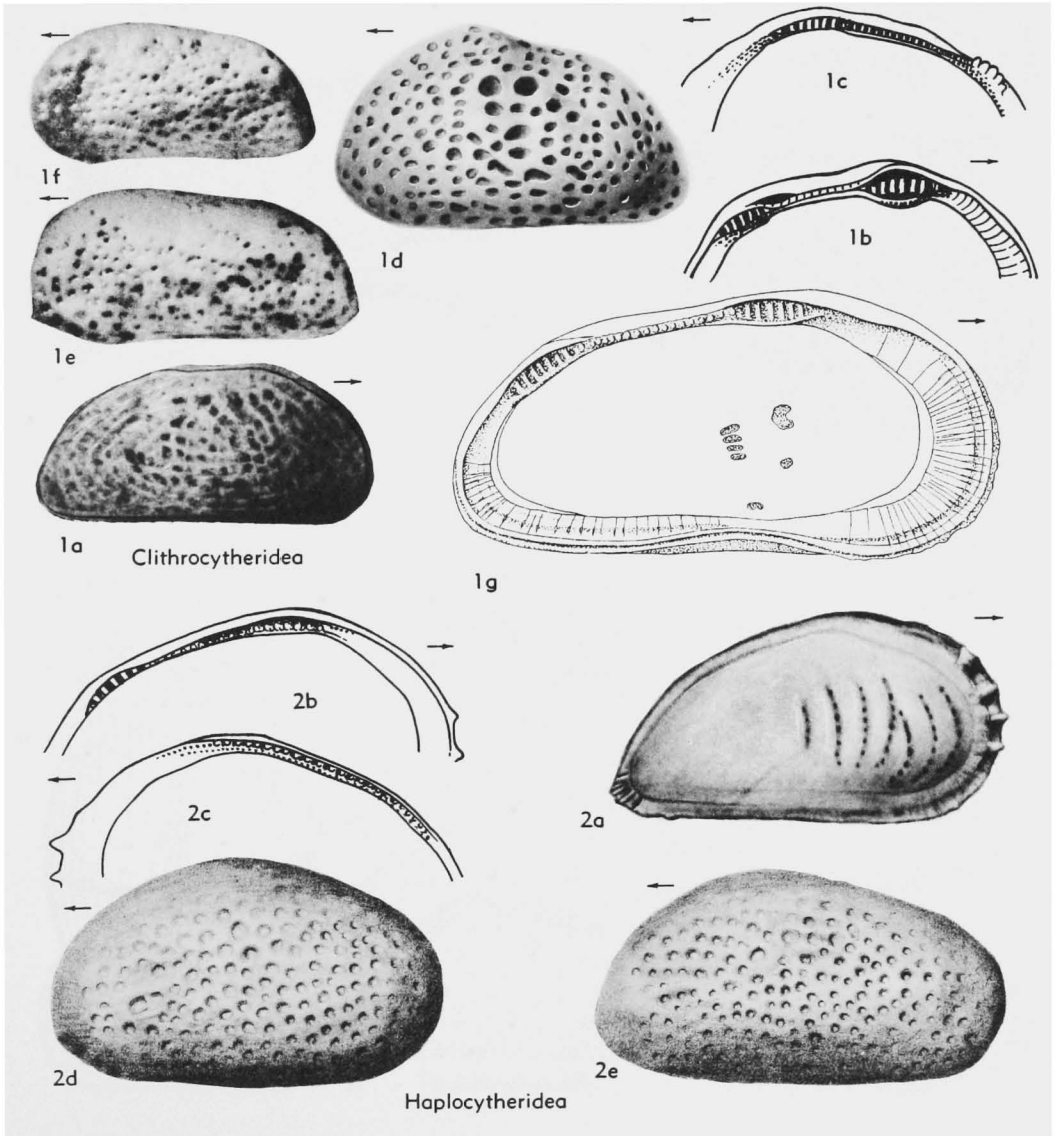 1f
1d
1c
1b
1e
1a
Clithrocytheridea
1g
2b
2c
2a
2d
2e
Haplocytheridea